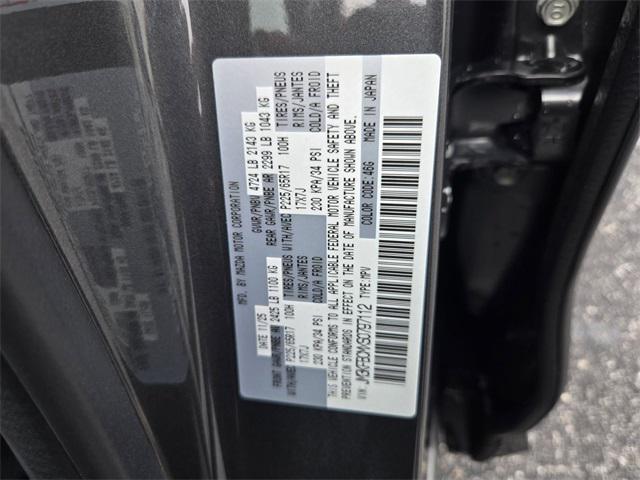 MFD. BY MAZDA MOTOR CORPORATION
DATE 11/25 GVWR/PNBV 4724 LB 2143 KG
FRONT GAWR/PNBE AV 2425 LB 1100 KG REAR GAWR/PNBE AR 2299 LB 1043 KG
WITH/AVEC TIRES/PNEUS P225/65R17 100H WITH/AVEC TIRES/PNEUS P225/65R17 100H
RIMS/JANTES 17X7J RIMS/JANTES 17X7J
COLD/A FROID 230 KPA/34 PSI COLD/A FROID 230 KPA/34 PSI
THIS VEHICLE CONFORMS TO ALL APPLICABLE FEDERAL MOTOR VEHICLE SAFETY AND THEFT
PREVENTION STANDARDS IN EFFECT ON THE DATE OF MANUFACTURE SHOWN ABOVE.
COLOR CODE:46G MADE IN JAPAN
VIN: TYPE:MPV